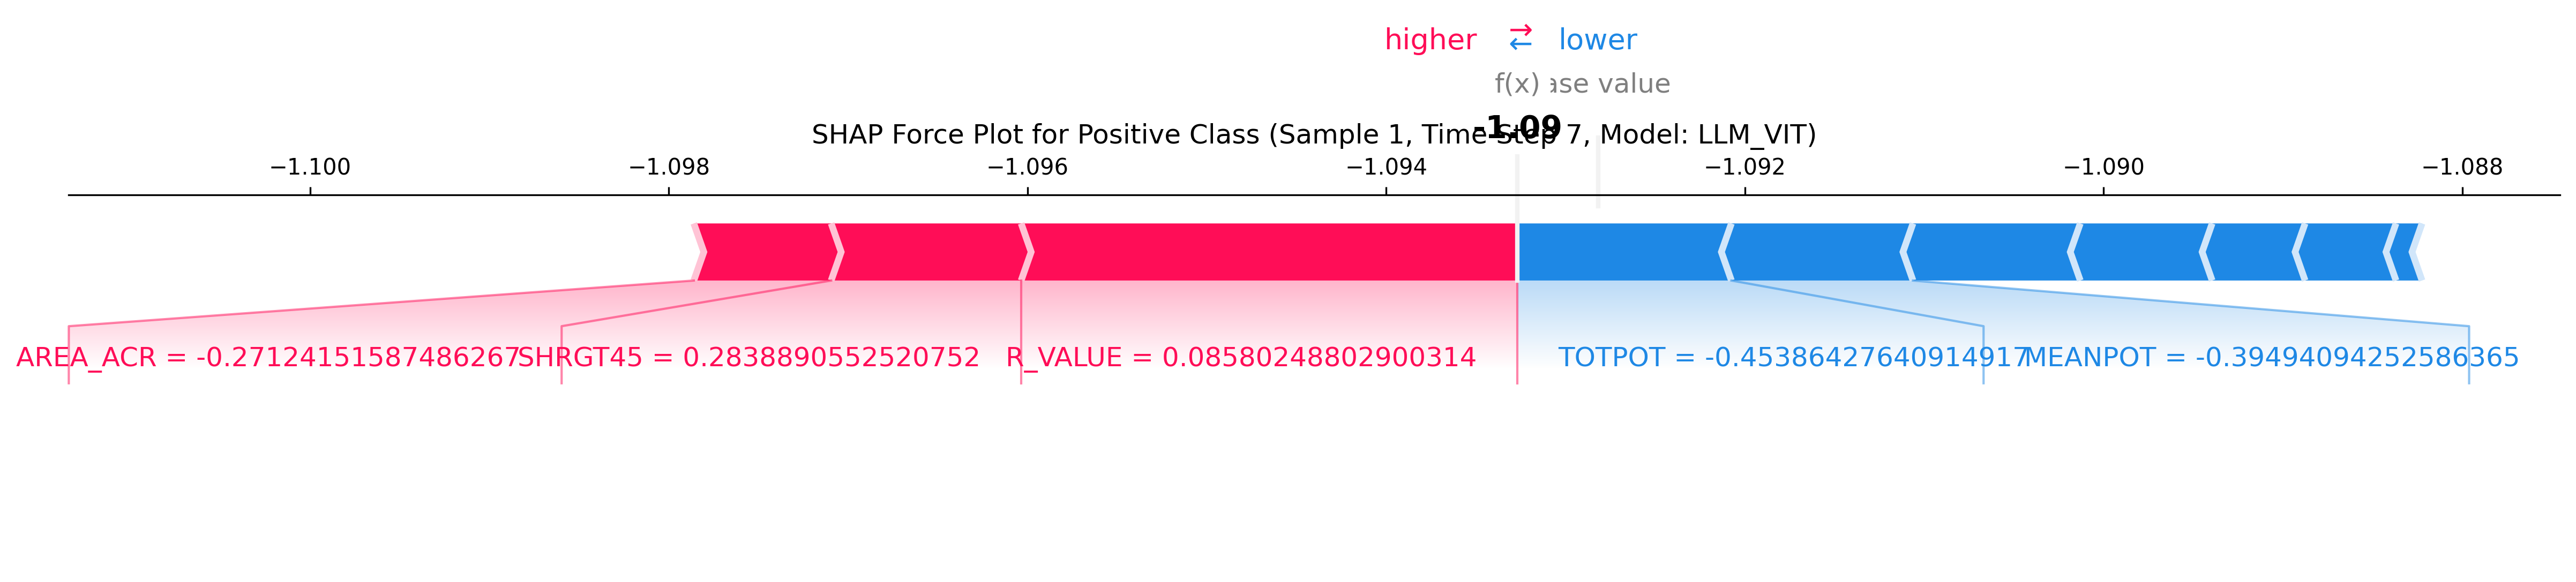 higher ⇄ lower
f(x) ase value
-1.09
SHAP Force Plot for Positive Class (Sample 1, Time Step 7, Model: LLM_VIT)
−1.100 −1.098 −1.096 −1.094 −1.092 −1.090 −1.088
AREA_ACR = -0.27124151587486267 SHRGT45 = 0.2838890552520752 R_VALUE = 0.08580248802900314 TOTPOT = -0.45386427640914917 MEANPOT = -0.39494094252586365